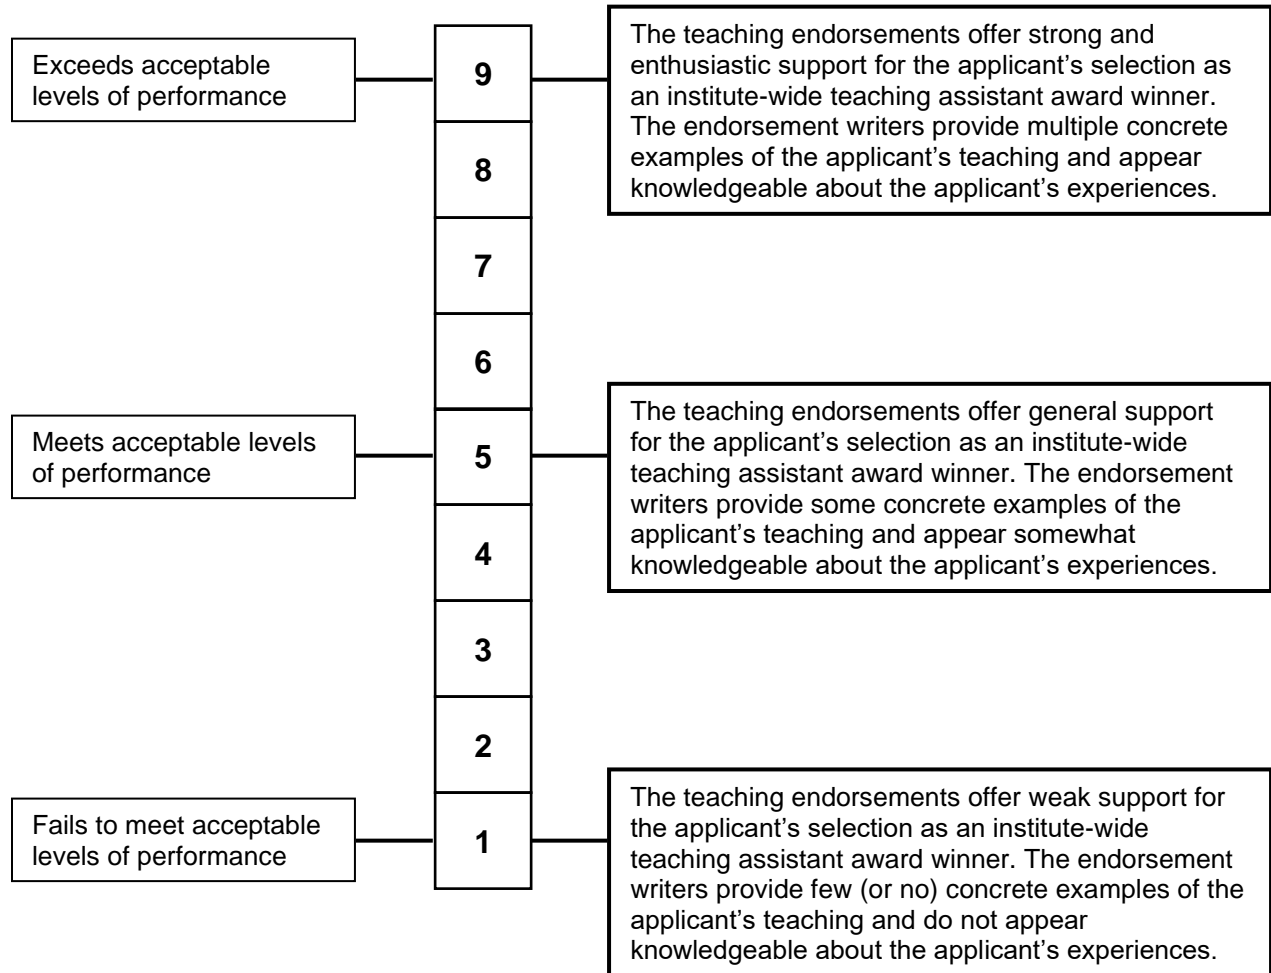 Exceeds acceptable
levels of performance
9
The teaching endorsements offer strong and
enthusiastic support for the applicant’s selection as
an institute-wide teaching assistant award winner.
The endorsement writers provide multiple concrete
examples of the applicant’s teaching and appear
knowledgeable about the applicant’s experiences.
8
7
6
Meets acceptable levels
of performance
5
The teaching endorsements offer general support
for the applicant’s selection as an institute-wide
teaching assistant award winner. The endorsement
writers provide some concrete examples of the
applicant’s teaching and appear somewhat
knowledgeable about the applicant’s experiences.
4
3
2
Fails to meet acceptable
levels of performance
1
The teaching endorsements offer weak support for
the applicant’s selection as an institute-wide
teaching assistant award winner. The endorsement
writers provide few (or no) concrete examples of the
applicant’s teaching and do not appear
knowledgeable about the applicant’s experiences.